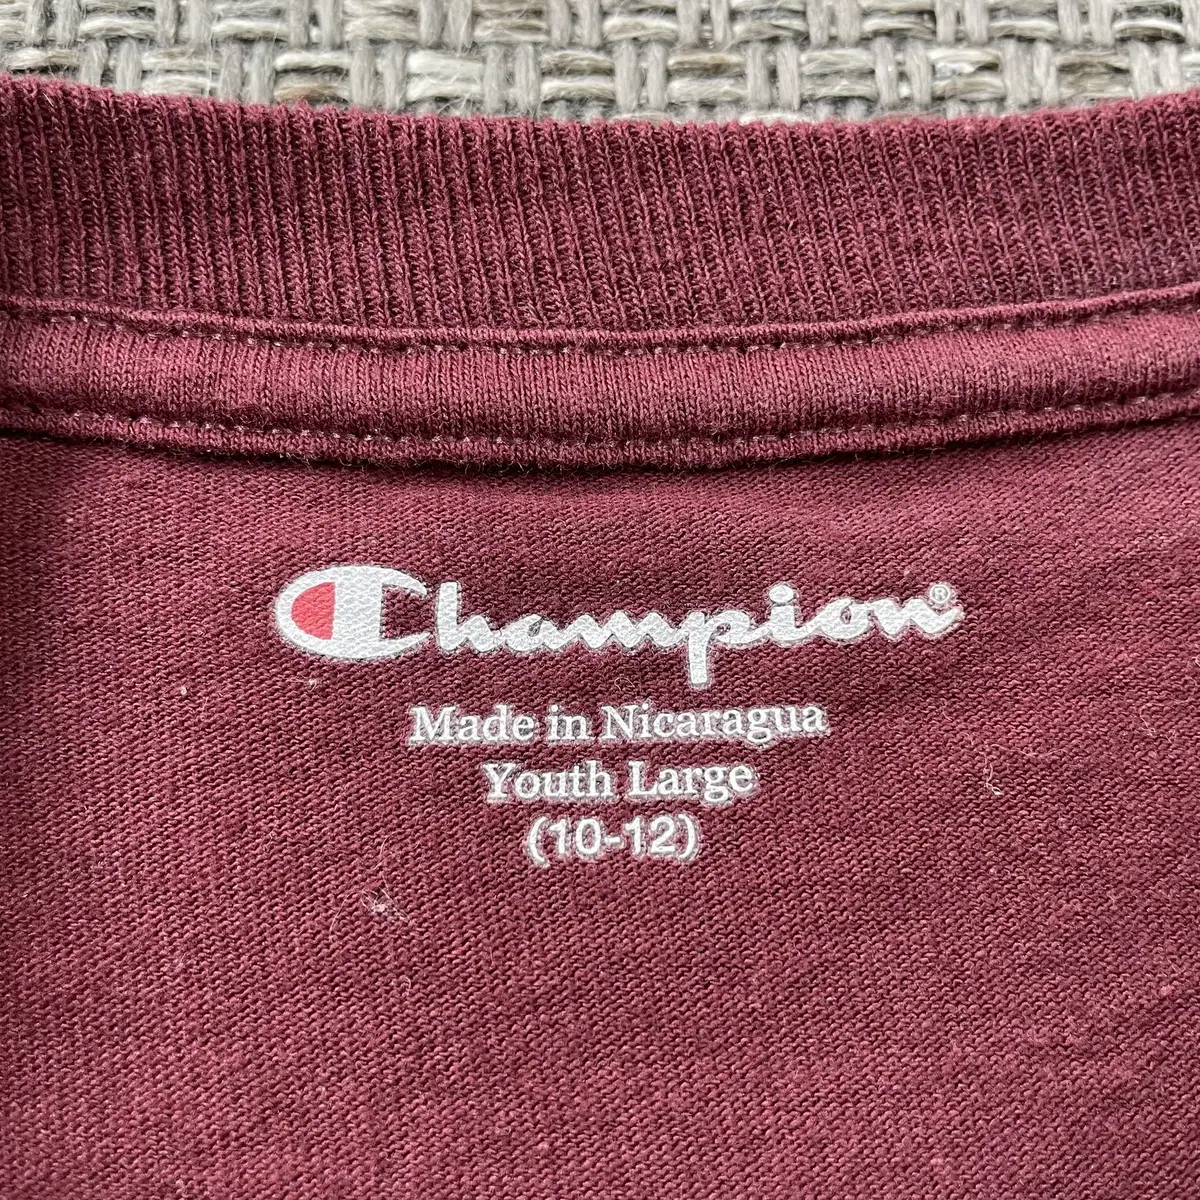 Champion®
Made in Nicaragua
Youth Large
(10-12)